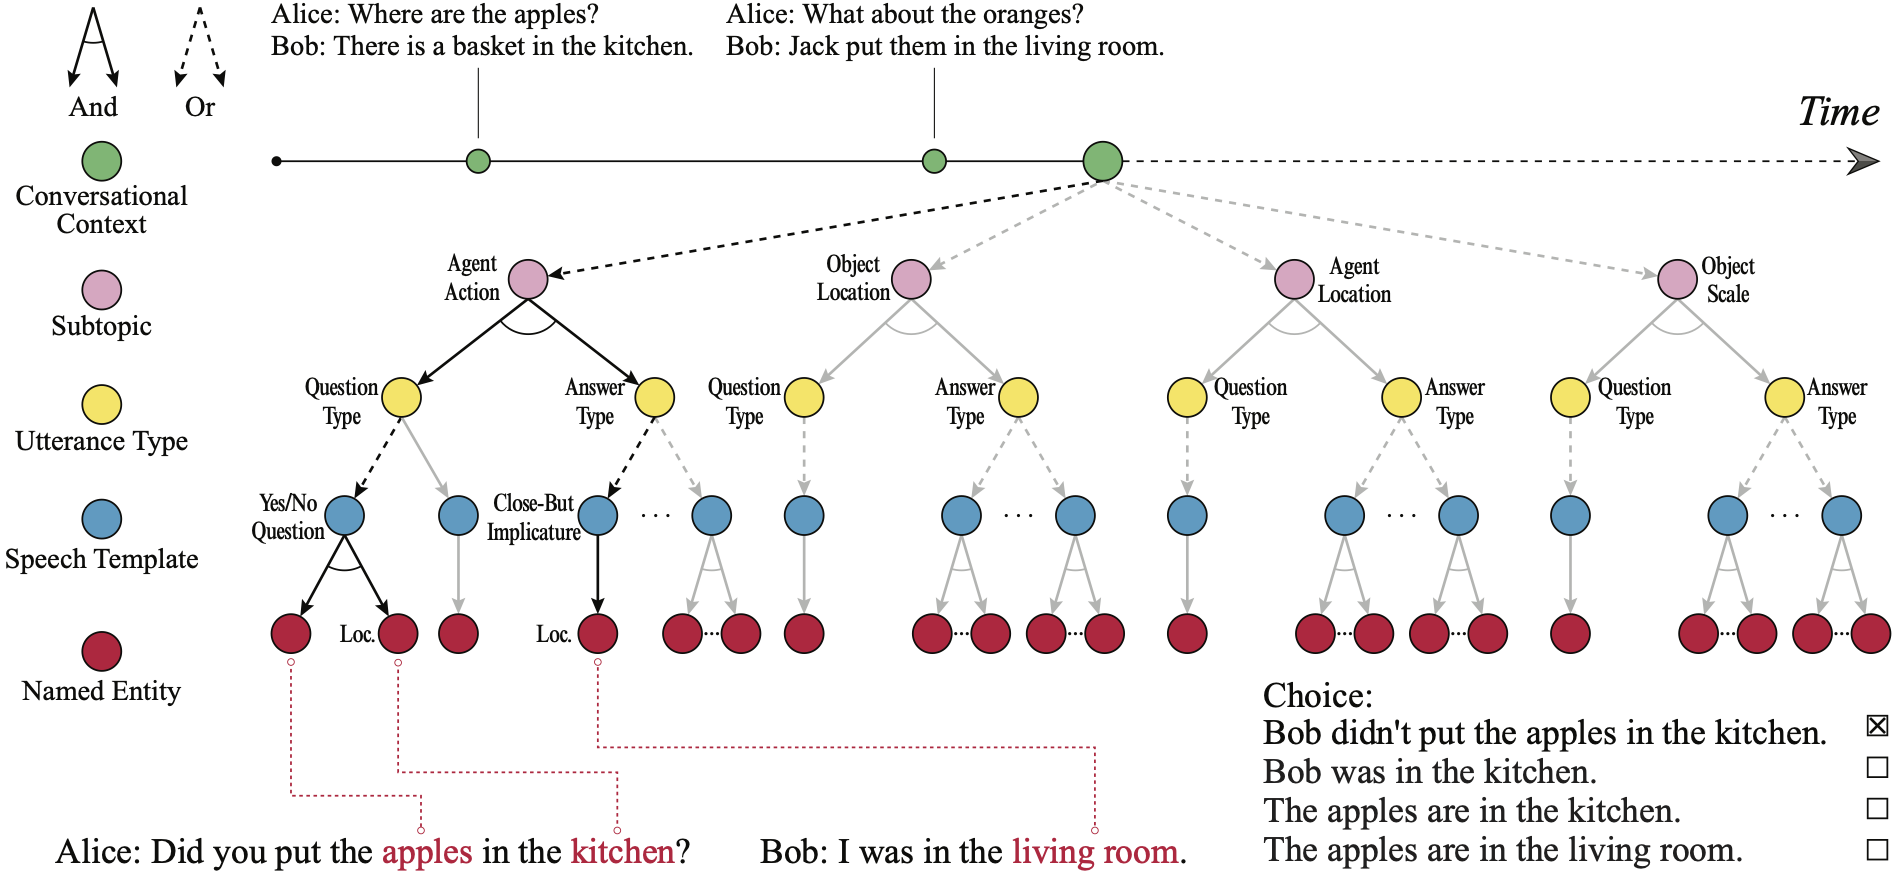 Alice: Where are the apples?
Bob: There is a basket in the kitchen.
Alice: What about the oranges?
Bob: Jack put them in the living room.
And
Or
Time
Conversational
Context
Subtopic
Utterance Type
Speech Template
Named Entity
Agent
Action
Object
Location
Agent
Location
Object
Scale
Question
Type
Answer
Type
Question
Type
Answer
Type
Question
Type
Answer
Type
Question
Type
Answer
Type
Yes/No
Question
Close-But
Implicature
...
...
...
...
Loc.
Loc.
...
...
...
...
...
...
...
Alice: Did you put the apples in the kitchen?
Bob: I was in the living room.
Choice:
Bob didn't put the apples in the kitchen. ☒
Bob was in the kitchen. ☐
The apples are in the kitchen. ☐
The apples are in the living room. ☐